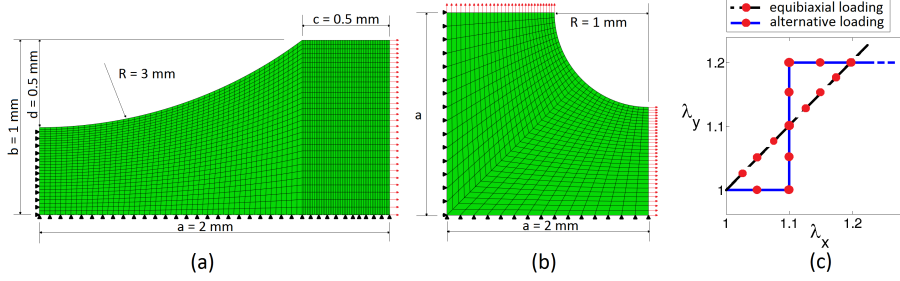 c = 0.5 mm
R = 3 mm
d = 0.5 mm
b = 1 mm
a = 2 mm
(a)
R = 1 mm
a
a = 2 mm
(b)
equibiaxial loading
alternative loading
1.2
λy
1.1
1
1 1.1 1.2
λx
(c)